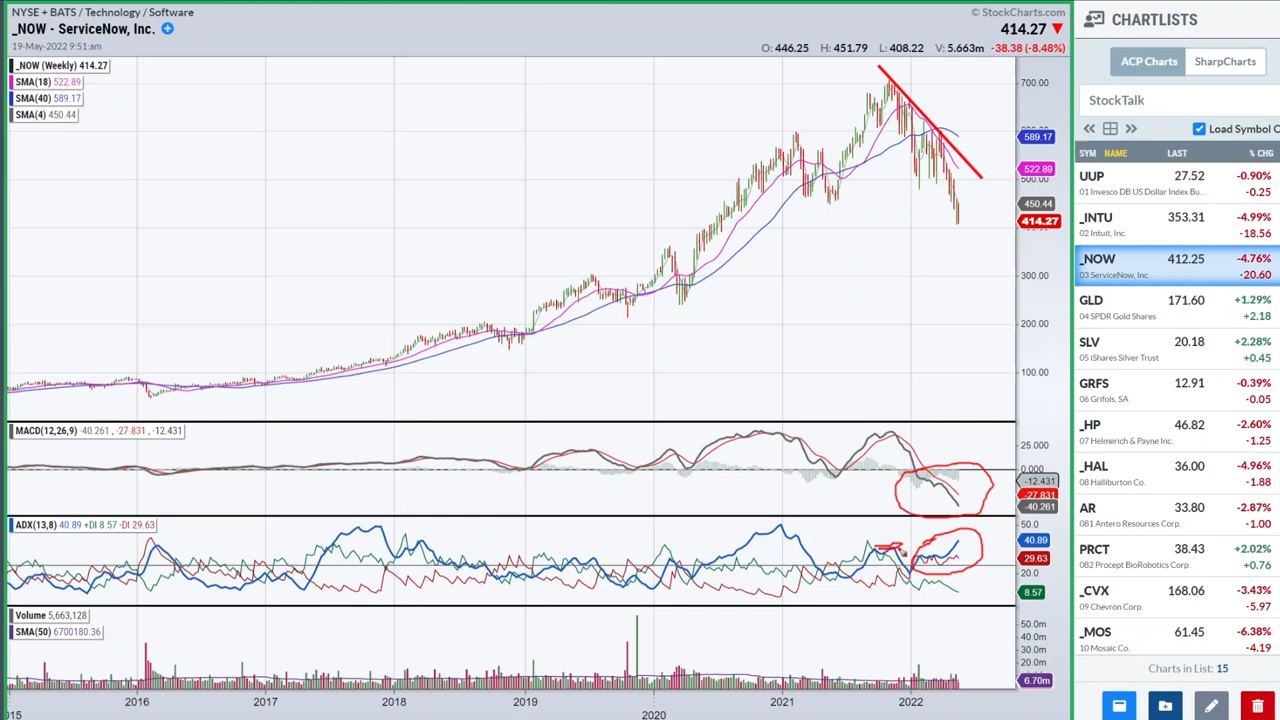 NYSE + BATS / Technology / Software
© StockCharts.com
_NOW - ServiceNow, Inc.
414.27
19-May-2022 9:51:am
O: 446.25 H: 451.79 L: 408.22 V: 5.663m -38.38 (-8.48%)
_NOW (Weekly) 414.27
SMA(18) 522.89
SMA(40) 589.17
SMA(4) 450.44
700.00
589.17
522.89
500.00
450.44
414.27
300.00
200.00
100.00
MACD(12,26,9) -40.261, -27.831, -12.431
25.000
0.000
-12.431
-27.831
-40.261
ADX(13,8) 40.89 +DI 8.57 -DI 29.63
50.0
40.89
29.63
20.0
8.57
Volume 5,663,128
SMA(50) 6700180.36
50.0m
40.0m
30.0m
20.0m
6.70m
015 2016 2017 2018 2019 2020 2021 2022
CHARTLISTS
ACP Charts SharpCharts
StockTalk
Load Symbol C
SYM NAME LAST % CHG
UUP 27.52 -0.90%
01 Invesco DB US Dollar Index Bu... -0.25
_INTU 353.31 -4.99%
02 Intuit, Inc. -18.56
_NOW 412.25 -4.76%
03 ServiceNow, Inc. -20.60
GLD 171.60 +1.29%
04 SPDR Gold Shares +2.18
SLV 20.18 +2.28%
05 iShares Silver Trust +0.45
GRFS 12.91 -0.39%
06 Grifols, SA -0.05
_HP 46.82 -2.60%
07 Helmerich & Payne Inc. -1.25
_HAL 36.00 -4.96%
08 Halliburton Co. -1.88
AR 33.80 -2.87%
081 Antero Resources Corp. -1.00
PRCT 38.43 +2.02%
082 Procept BioRobotics Corp. +0.76
_CVX 168.06 -3.43%
09 Chevron Corp. -5.97
_MOS 61.45 -6.38%
10 Mosaic Co. -4.19
Charts in List: 15